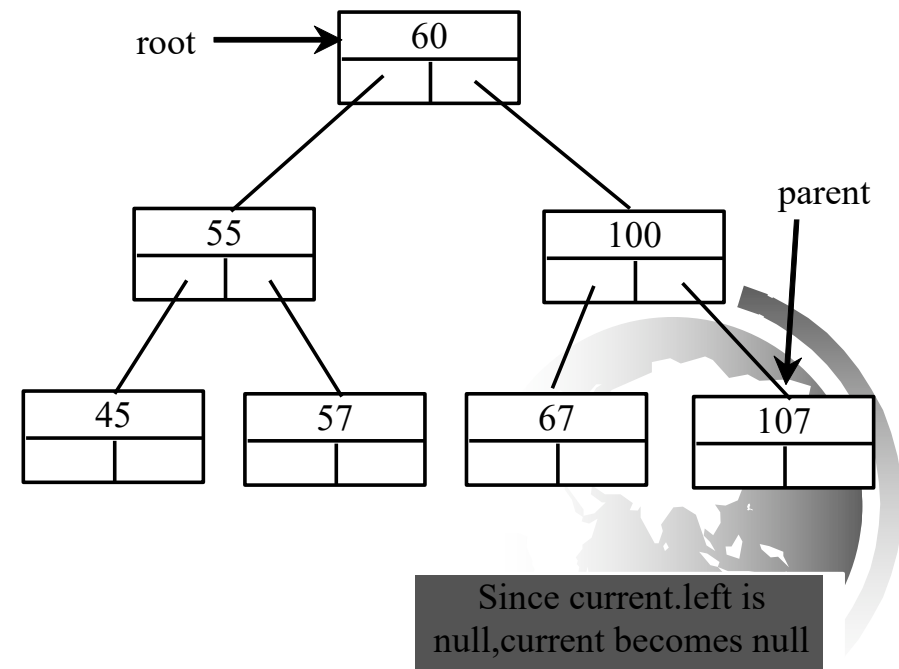 root
60
parent
55
100
45
57
67
107
Since current.left is
null,current becomes null